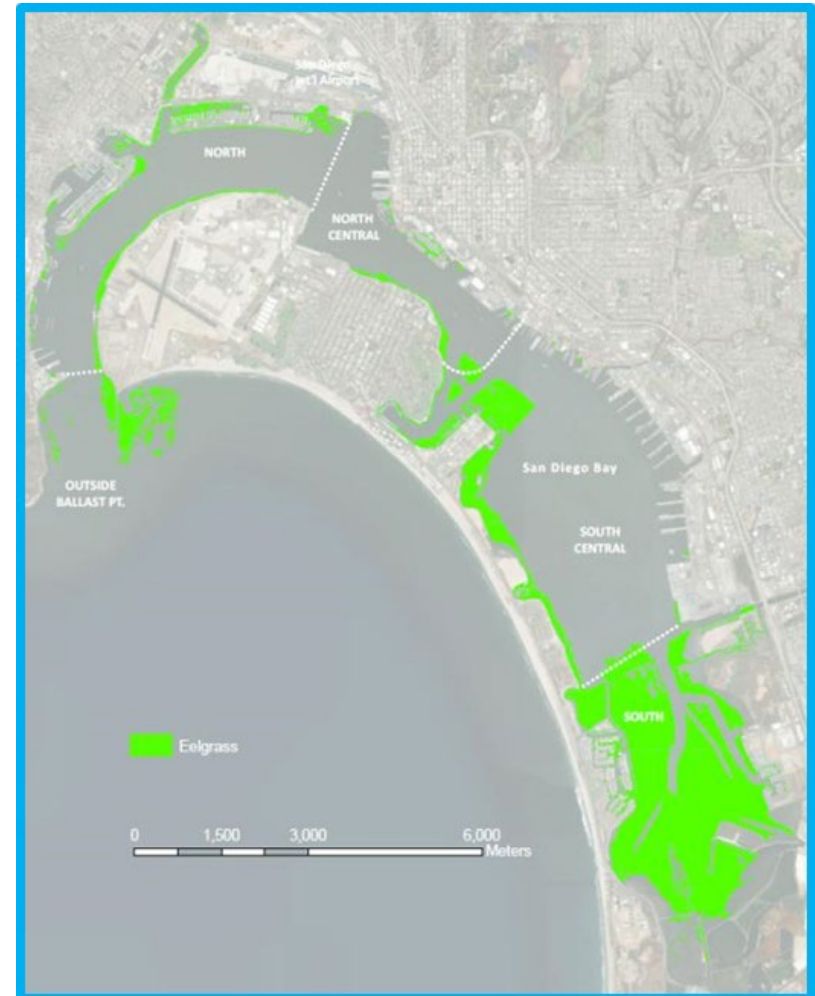 San Diego
Int'l Airport
NORTH
NORTH
CENTRAL
OUTSIDE
BALLAST PT.
San Diego Bay
SOUTH
CENTRAL
SOUTH
Eelgrass
0 1,500 3,000 6,000
Meters